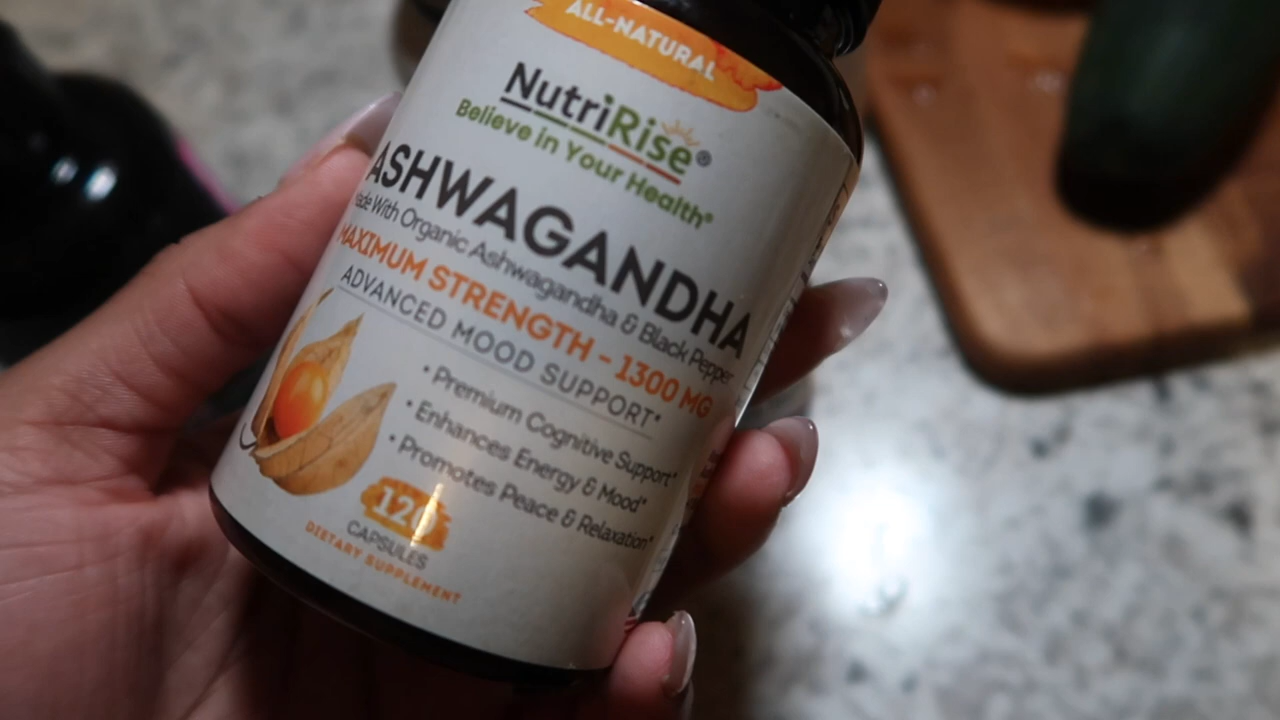 ALL-NATURAL
NutriRise®
Believe in Your Health®
ASHWAGANDHA
Made With Organic Ashwagandha & Black Pepper
MAXIMUM STRENGTH - 1300 MG
ADVANCED MOOD SUPPORT*
• Premium Cognitive Support*
• Enhances Energy & Mood*
• Promotes Peace & Relaxation*
120
CAPSULES
DIETARY SUPPLEMENT